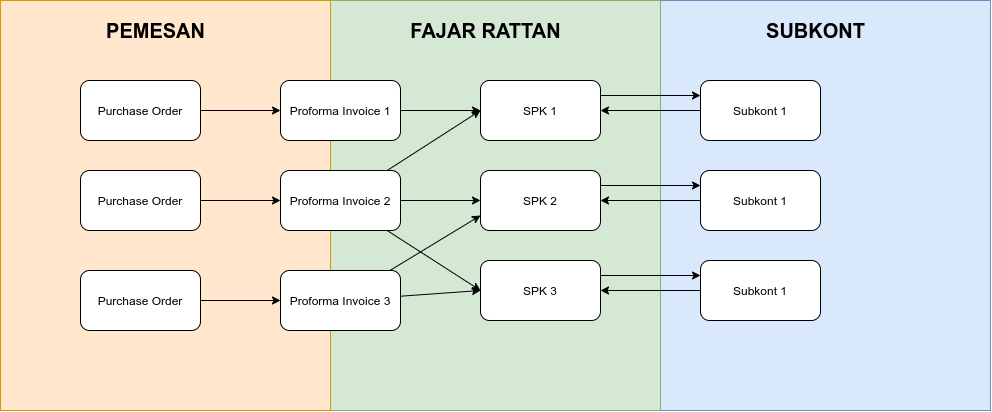 PEMESAN
FAJAR RATTAN
SUBKONT
Purchase Order
Proforma Invoice 1
SPK 1
Subkont 1
Purchase Order
Proforma Invoice 2
SPK 2
Subkont 1
Purchase Order
Proforma Invoice 3
SPK 3
Subkont 1